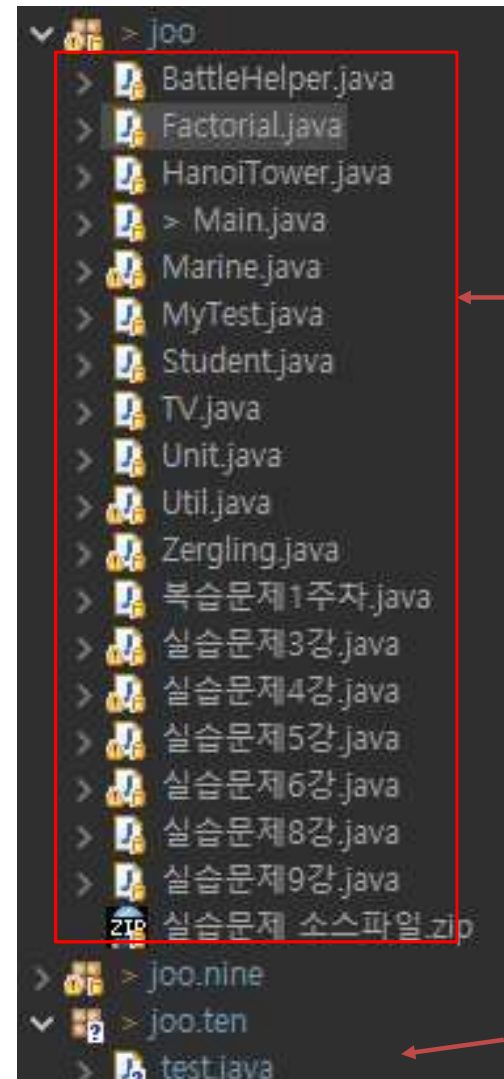 > joo
BattleHelper.java
Factorial.java
HanoiTower.java
> Main.java
Marine.java
MyTest.java
Student.java
TV.java
Unit.java
Util.java
Zergling.java
복습문제1주차.java
실습문제3강.java
실습문제4강.java
실습문제5강.java
실습문제6강.java
실습문제8강.java
실습문제9강.java
ZIP 실습문제 소스파일.zip
> joo.nine
> joo.ten
test.java